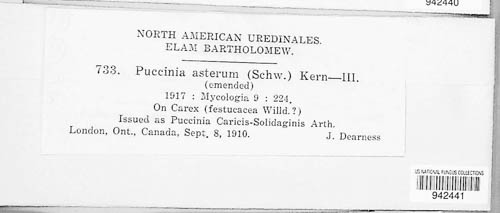 942440
NORTH AMERICAN UREDINALES.
ELAM BARTHOLOMEW.
733. Puccinia asterum (Schw.) Kern—III.
(emended)
1917 : Mycologia 9 : 224.
On Carex (festucacea Willd.?)
Issued as Puccinia Caricis-Solidaginis Arth.
London, Ont., Canada, Sept. 8, 1910. J. Dearness
US NATIONAL FUNGUS COLLECTIONS
942441